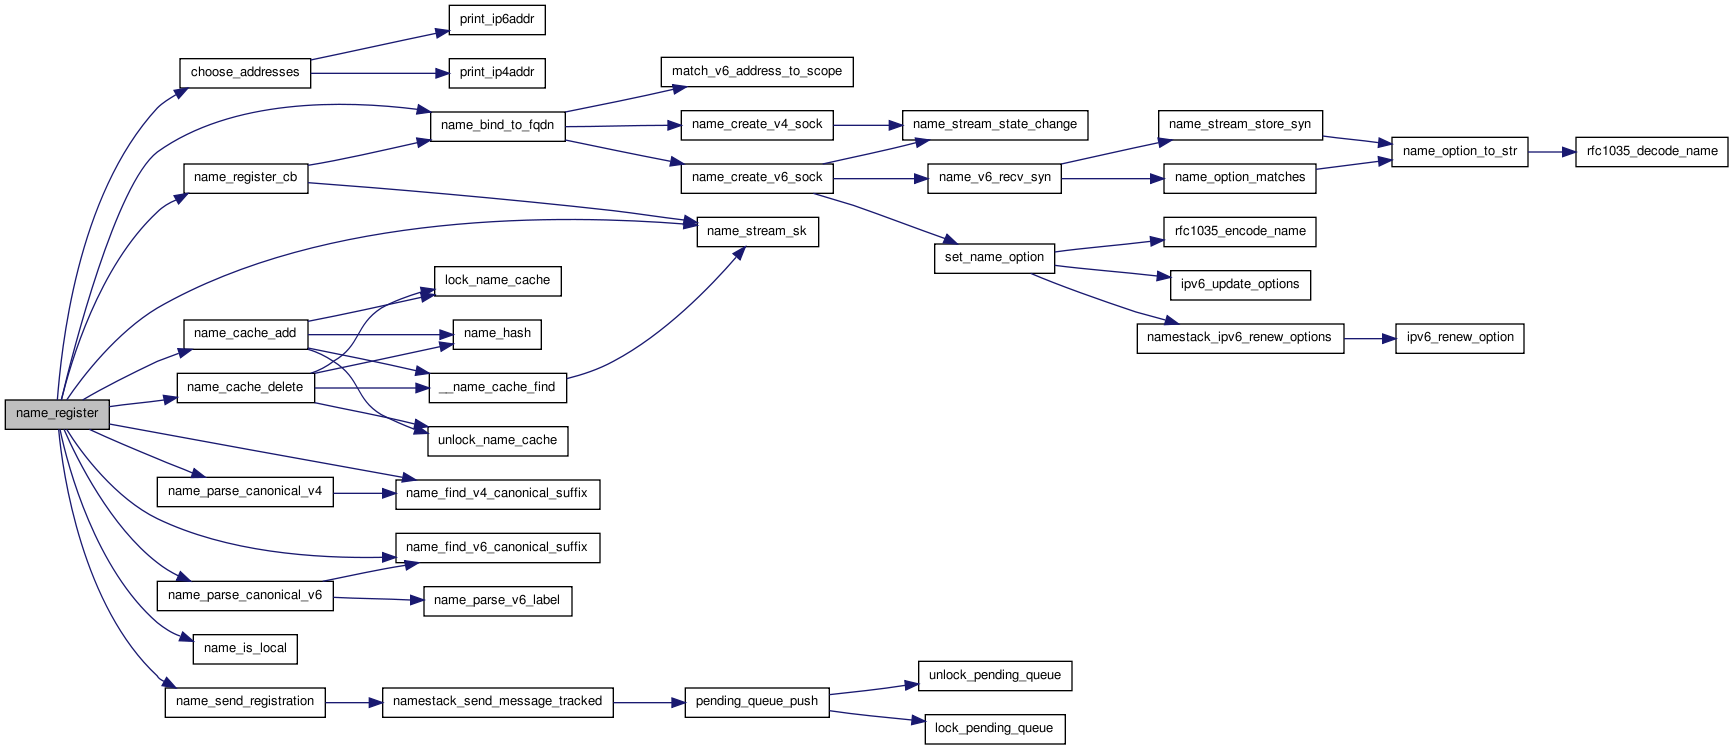 print_ip6addr
choose_addresses
print_ip4addr
match_v6_address_to_scope
name_bind_to_fqdn
name_create_v4_sock
name_stream_state_change
name_stream_store_syn
name_option_to_str
rfc1035_decode_name
name_register_cb
name_create_v6_sock
name_v6_recv_syn
name_option_matches
name_stream_sk
rfc1035_encode_name
set_name_option
lock_name_cache
ipv6_update_options
name_cache_add
name_hash
namestack_ipv6_renew_options
ipv6_renew_option
name_cache_delete
__name_cache_find
name_register
unlock_name_cache
name_parse_canonical_v4
name_find_v4_canonical_suffix
name_find_v6_canonical_suffix
name_parse_canonical_v6
name_parse_v6_label
name_is_local
unlock_pending_queue
name_send_registration
namestack_send_message_tracked
pending_queue_push
lock_pending_queue